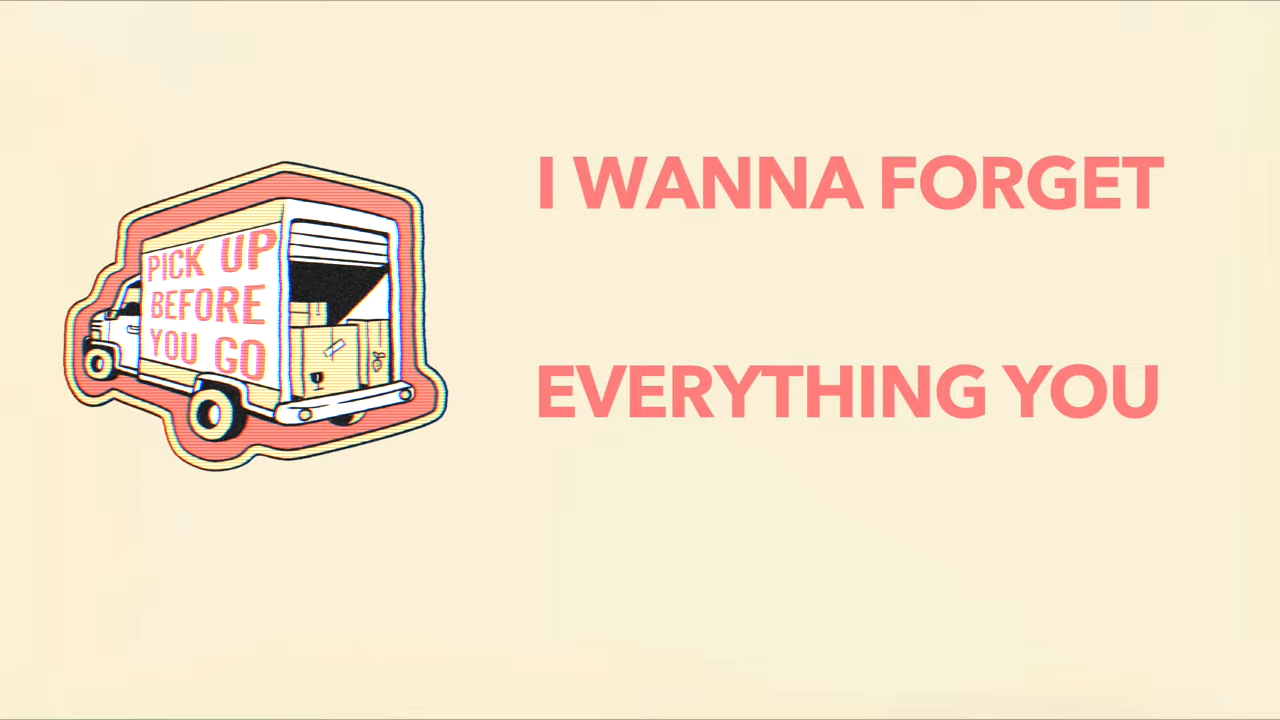 PICK UP
BEFORE
YOU GO
I WANNA FORGET
EVERYTHING YOU